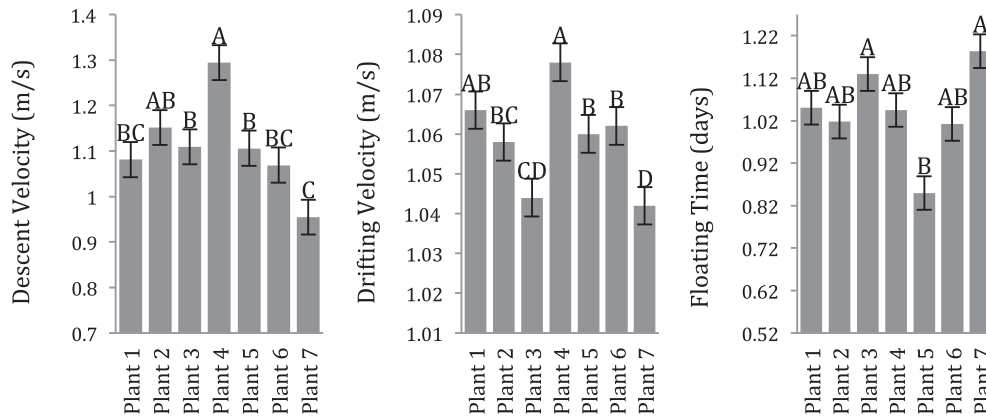 Descent Velocity (m/s)
1.4
1.3
1.2
1.1
1
0.9
0.8
0.7
BC
AB
B
A
B
BC
C
Plant 1
Plant 2
Plant 3
Plant 4
Plant 5
Plant 6
Plant 7
Drifting Velocity (m/s)
1.09
1.08
1.07
1.06
1.05
1.04
1.03
1.02
1.01
AB
BC
CD
A
B
B
D
Plant 1
Plant 2
Plant 3
Plant 4
Plant 5
Plant 6
Plant 7
Floating Time (days)
1.22
1.12
1.02
0.92
0.82
0.72
0.62
0.52
AB
AB
A
AB
B
AB
A
Plant 1
Plant 2
Plant 3
Plant 4
Plant 5
Plant 6
Plant 7